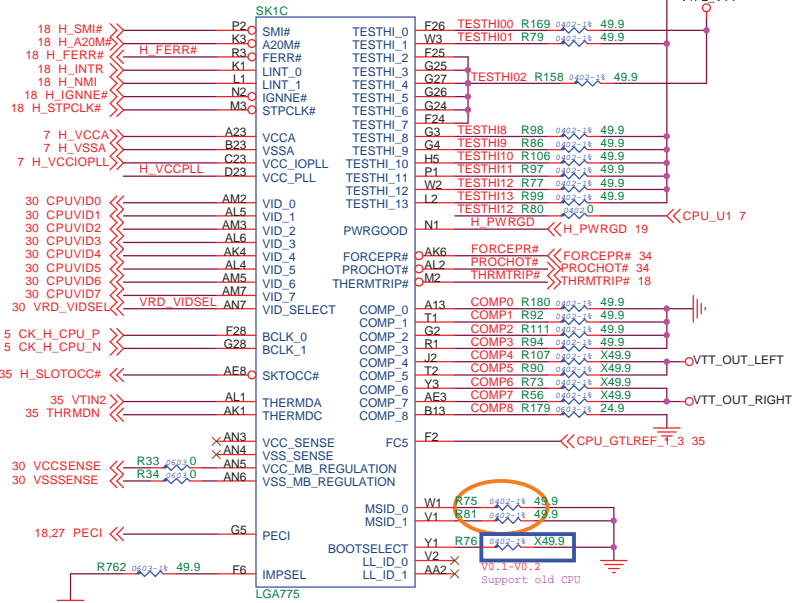 SK1C
18 H_SMI# P2 SMI# TESTHI_0 F26 TESTHI00 R169 0402-1% 49.9
18 H_A20M# K3 A20M# TESTHI_1 W3 TESTHI01 R79 0402-1% 49.9
18 H_FERR# H_FERR# R3 FERR# TESTHI_2 F25
18 H_INTR K1 LINT_0 TESTHI_3 G25
18 H_NMI L1 LINT_1 TESTHI_4 G27 TESTHI02 R158 0402-1% 49.9
18 H_IGNNE# N2 IGNNE# TESTHI_5 G26
18 H_STPCLK# M3 STPCLK# TESTHI_6 G24
TESTHI_7 F24
7 H_VCCA A23 VCCA TESTHI_8 G3 TESTHI8 R98 0402-1% 49.9
7 H_VSSA B23 VSSA TESTHI_9 G4 TESTHI9 R86 0402-1% 49.9
7 H_VCCIOPLL C23 VCC_IOPLL TESTHI_10 H5 TESTHI10 R106 0402-1% 49.9
H_VCCPLL D23 VCC_PLL TESTHI_11 P1 TESTHI11 R97 0402-1% 49.9
TESTHI_12 W2 TESTHI12 R77 0402-1% 49.9
30 CPUVID0 AM2 VID_0 TESTHI_13 L2 TESTHI13 R99 0402-1% 49.9
30 CPUVID1 AL5 VID_1 TESTHI12 R80 0402 0 CPU_U1 7
30 CPUVID2 AM3 VID_2 PWRGOOD N1 H_PWRGD H_PWRGD 19
30 CPUVID3 AL6 VID_3
30 CPUVID4 AK4 VID_4 FORCEPR# AK6 FORCEPR# FORCEPR# 34
30 CPUVID5 AL4 VID_5 PROCHOT# AL2 PROCHOT# PROCHOT# 34
30 CPUVID6 AM5 VID_6 THERMTRIP# M2 THRMTRIP# THRMTRIP# 18
30 CPUVID7 AM7 VID_7
30 VRD_VIDSEL VRD_VIDSEL AN7 VID_SELECT COMP_0 A13 COMP0 R180 0402-1% 49.9
COMP_1 T1 COMP1 R92 0402-1% 49.9
5 CK_H_CPU_P F28 BCLK_0 COMP_2 G2 COMP2 R111 0402-1% 49.9
5 CK_H_CPU_N G28 BCLK_1 COMP_3 R1 COMP3 R94 0402-1% 49.9
COMP_4 J2 COMP4 R107 0402-1% X49.9 VTT_OUT_LEFT
35 H_SLOTOCC# AE8 SKTOCC# COMP_5 T2 COMP5 R90 0402-1% X49.9
COMP_6 Y3 COMP6 R73 0402-1% X49.9
35 VTIN2 AL1 THERMDA COMP_7 AE3 COMP7 R56 0402-1% X49.9 VTT_OUT_RIGHT
35 THRMDN AK1 THERMDC COMP_8 B13 COMP8 R179 0603-1% 24.9
AN3 VCC_SENSE FC5 F2 CPU_GTLREF_1_3 35
AN4 VSS_SENSE
30 VCCSENSE R33 0603 0 AN5 VCC_MB_REGULATION
30 VSSSENSE R34 0603 0 AN6 VSS_MB_REGULATION
MSID_0 W1 R75 0402-1% 49.9
MSID_1 V1 R81 0402-1% 49.9
18,27 PECI G5 PECI
BOOTSELECT Y1 R76 0402-1% X49.9
LL_ID_0 V2
R762 0603-1% 49.9 F6 IMPSEL LL_ID_1 AA2
V0.1-V0.2
Support old CPU
LGA775